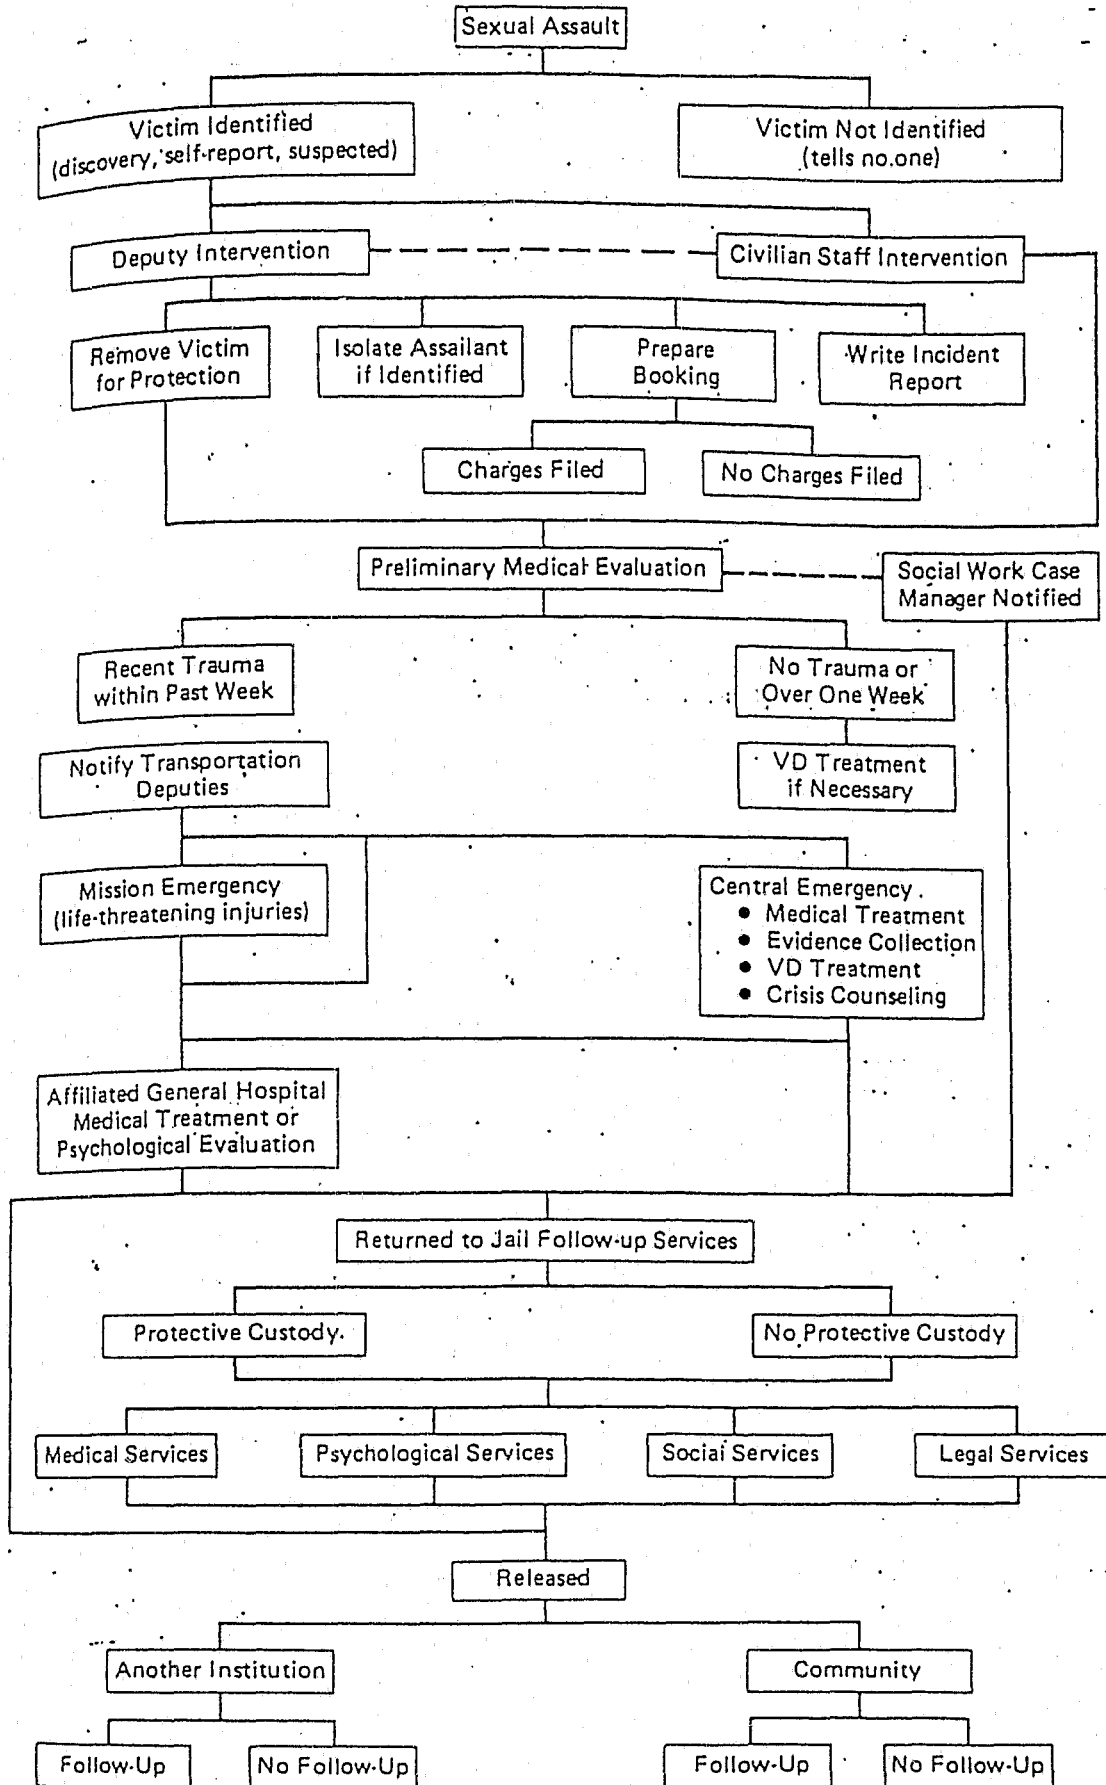 Sexual Assault
Victim Identified
(discovery, self-report, suspected)
Victim Not Identified
(tells no one)
Deputy Intervention
Civilian Staff Intervention
Remove Victim
for Protection
Isolate Assailant
if Identified
Prepare
Booking
Write Incident
Report
Charges Filed
No Charges Filed
Preliminary Medical Evaluation
Social Work Case
Manager Notified
Recent Trauma
within Past Week
No Trauma or
Over One Week
Notify Transportation
Deputies
VD Treatment
if Necessary
Mission Emergency
(life-threatening injuries)
Central Emergency
● Medical Treatment
● Evidence Collection
● VD Treatment
● Crisis Counseling
Affiliated General Hospital
Medical Treatment or
Psychological Evaluation
Returned to Jail Follow-up Services
Protective Custody
No Protective Custody
Medical Services
Psychological Services
Social Services
Legal Services
Released
Another Institution
Community
Follow-Up
No Follow-Up
Follow-Up
No Follow-Up